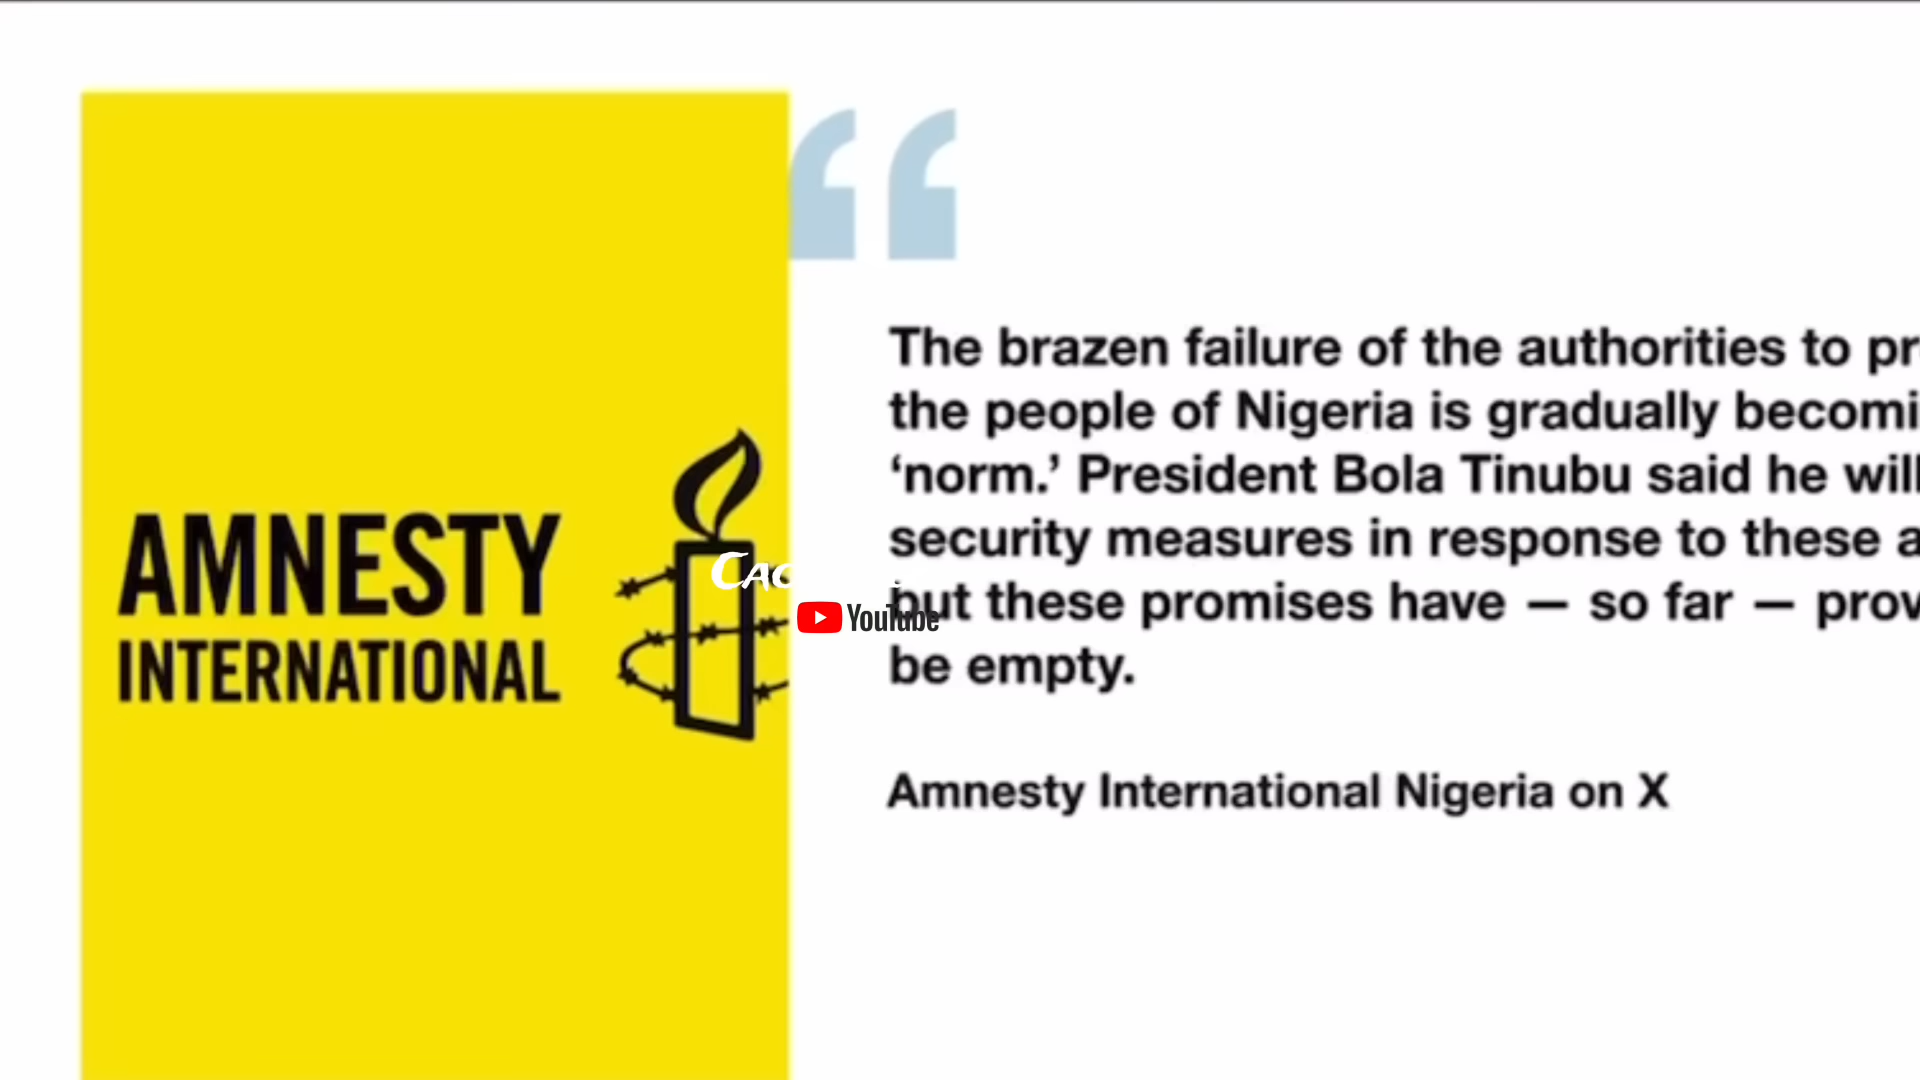 AMNESTY
INTERNATIONAL
The brazen failure of the authorities to
the people of Nigeria is gradually
‘norm.’ President Bola Tinubu said he will
security measures in response to these
but these promises have — so far —
be empty.
YouTube
Amnesty International Nigeria on X